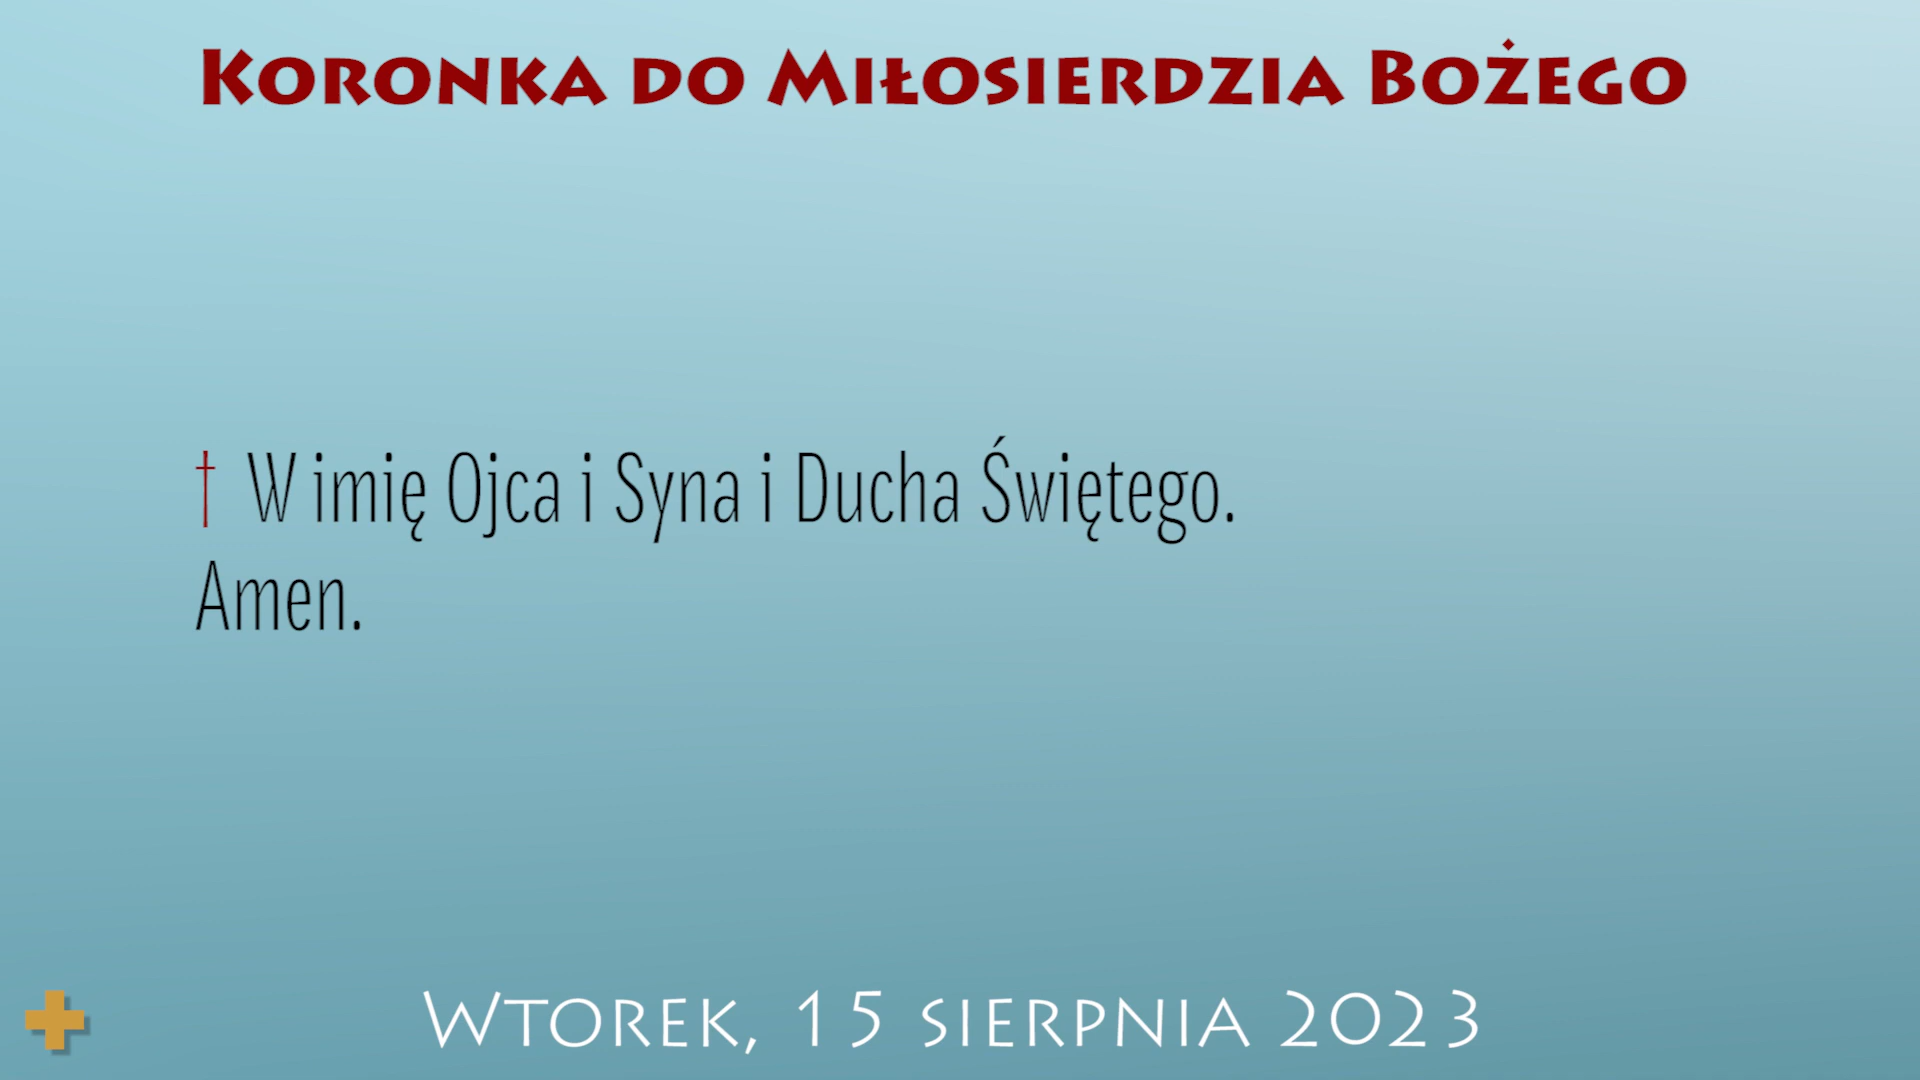 Koronka do Miłosierdzia Bożego
† W imię Ojca i Syna i Ducha Świętego.
Amen.
Wtorek, 15 sierpnia 2023